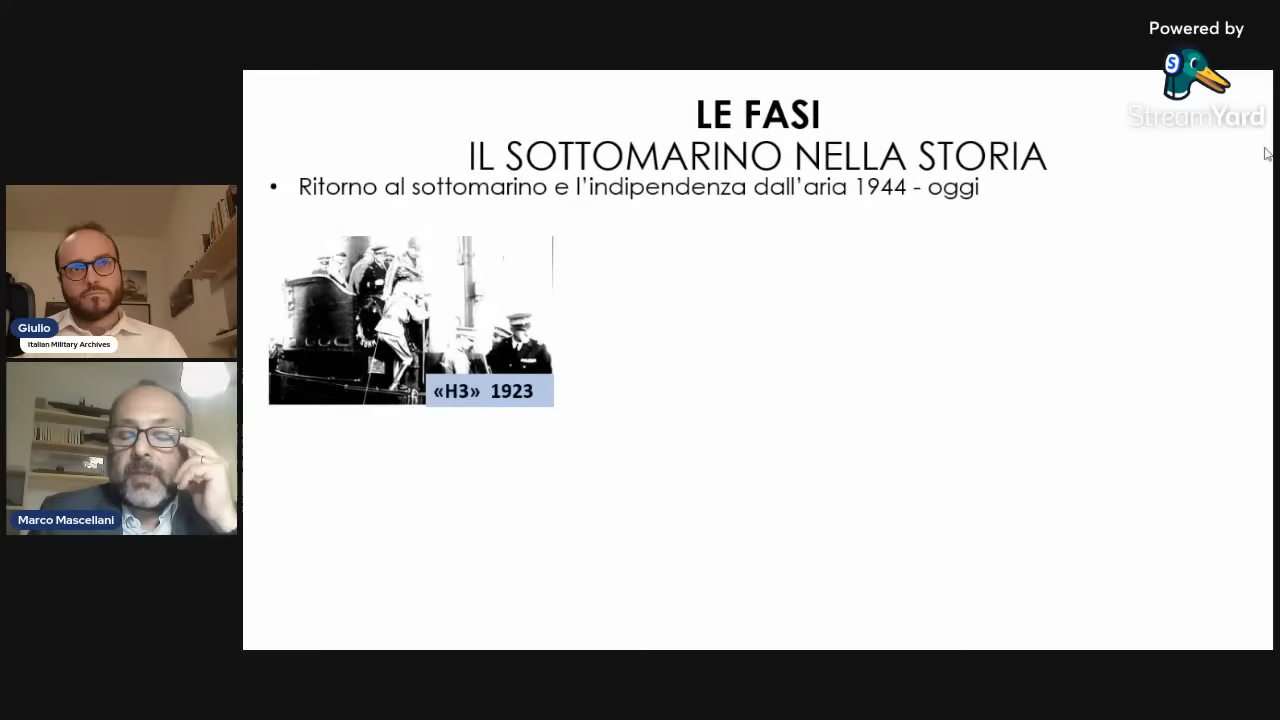 Powered by
StreamYard
LE FASI
IL SOTTOMARINO NELLA STORIA
• Ritorno al sottomarino e l’indipendenza dall’aria 1944 - oggi
«H3» 1923
Giulio
Italian Military Archives
Marco Mascellani